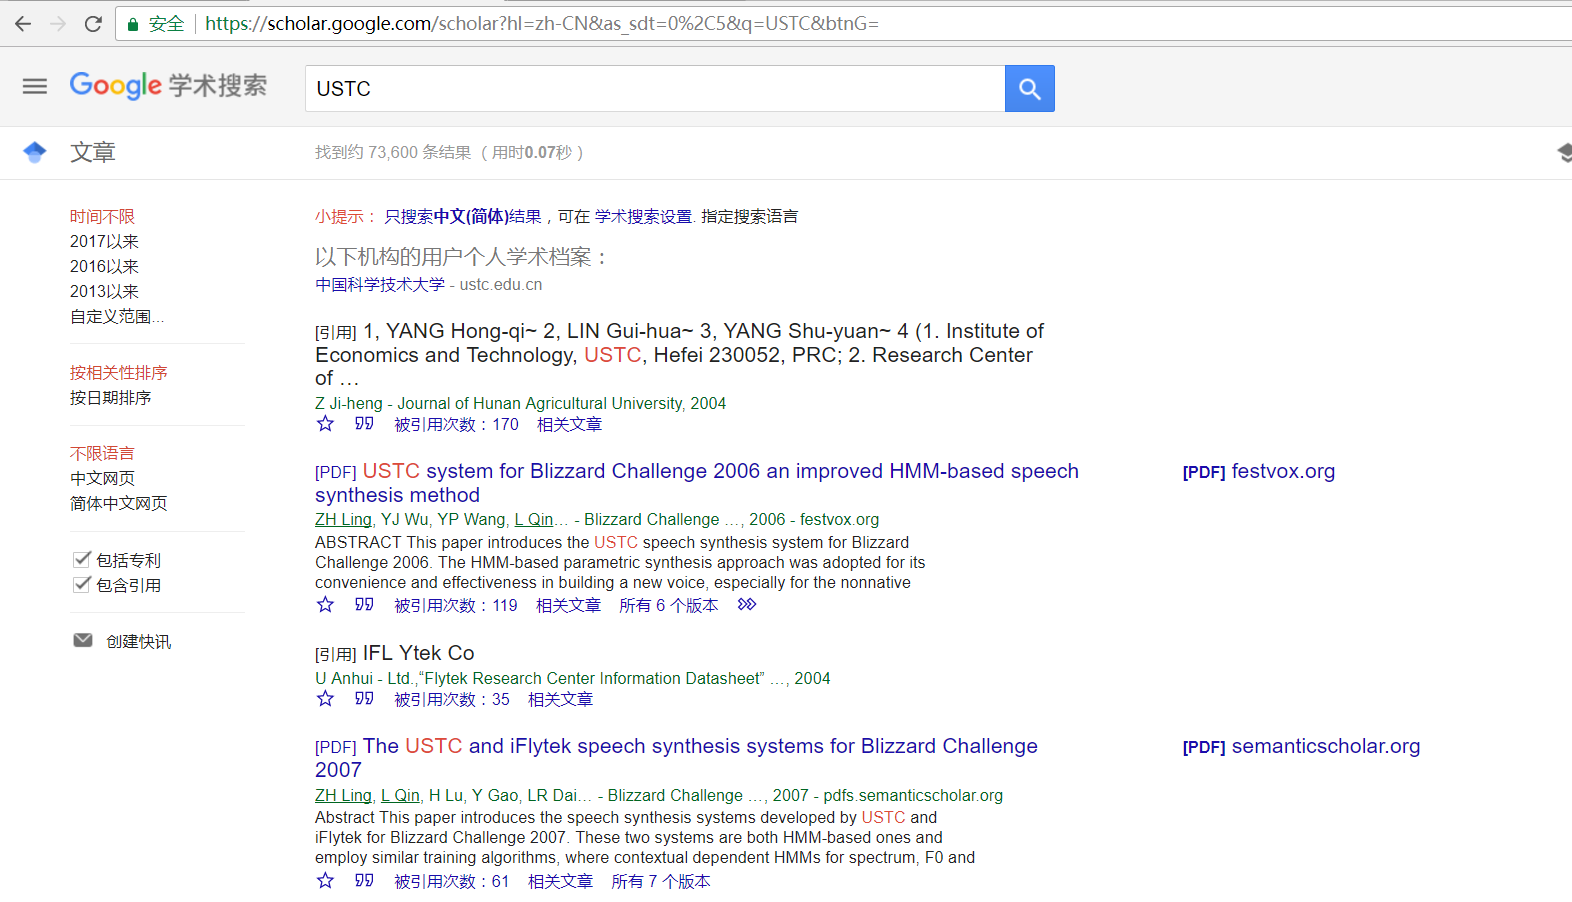 安全 https://scholar.google.com/scholar?hl=zh-CN&as_sdt=0%2C5&q=USTC&btnG=
Google 学术搜索
USTC
文章
找到约 73,600 条结果 （用时0.07秒）
时间不限
2017以来
2016以来
2013以来
自定义范围...
按相关性排序
按日期排序
不限语言
中文网页
简体中文网页
包括专利
包含引用
创建快讯
小提示： 只搜索中文(简体)结果，可在 学术搜索设置. 指定搜索语言
以下机构的用户个人学术档案：
中国科学技术大学 - ustc.edu.cn
[引用] 1, YANG Hong-qi~ 2, LIN Gui-hua~ 3, YANG Shu-yuan~ 4 (1. Institute of
Economics and Technology, USTC, Hefei 230052, PRC; 2. Research Center
of …
Z Ji-heng - Journal of Hunan Agricultural University, 2004
被引用次数：170 相关文章
[PDF] USTC system for Blizzard Challenge 2006 an improved HMM-based speech
synthesis method
ZH Ling, YJ Wu, YP Wang, L Qin… - Blizzard Challenge …, 2006 - festvox.org
ABSTRACT This paper introduces the USTC speech synthesis system for Blizzard
Challenge 2006. The HMM-based parametric synthesis approach was adopted for its
convenience and effectiveness in building a new voice, especially for the nonnative
被引用次数：119 相关文章 所有 6 个版本
[PDF] festvox.org
[引用] IFL Ytek Co
U Anhui - Ltd.,“Flytek Research Center Information Datasheet” …, 2004
被引用次数：35 相关文章
[PDF] The USTC and iFlytek speech synthesis systems for Blizzard Challenge
2007
ZH Ling, L Qin, H Lu, Y Gao, LR Dai… - Blizzard Challenge …, 2007 - pdfs.semanticscholar.org
Abstract This paper introduces the speech synthesis systems developed by USTC and
iFlytek for Blizzard Challenge 2007. These two systems are both HMM-based ones and
employ similar training algorithms, where contextual dependent HMMs for spectrum, F0 and
被引用次数：61 相关文章 所有 7 个版本
[PDF] semanticscholar.org